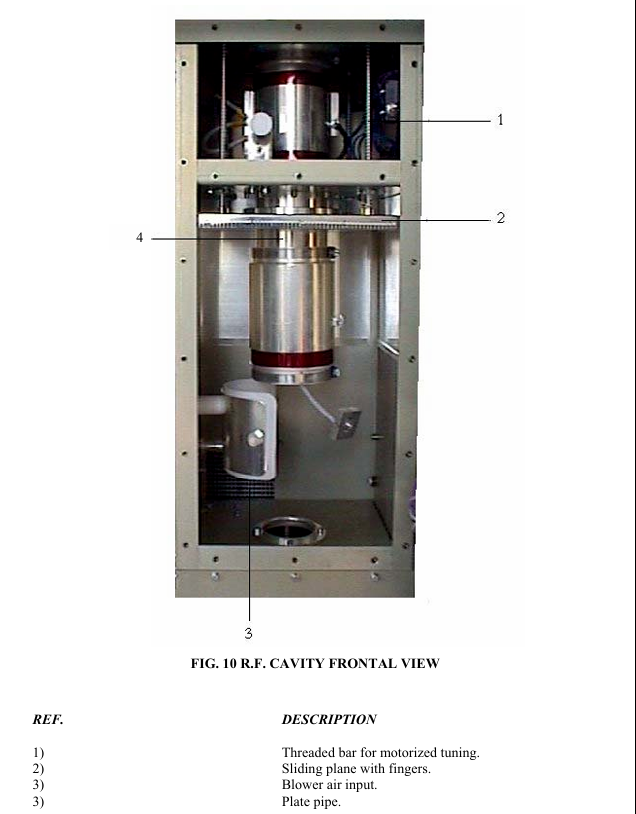 1
2
4
3
FIG. 10 R.F. CAVITY FRONTAL VIEW
REF. DESCRIPTION
1) Threaded bar for motorized tuning.
2) Sliding plane with fingers.
3) Blower air input.
3) Plate pipe.